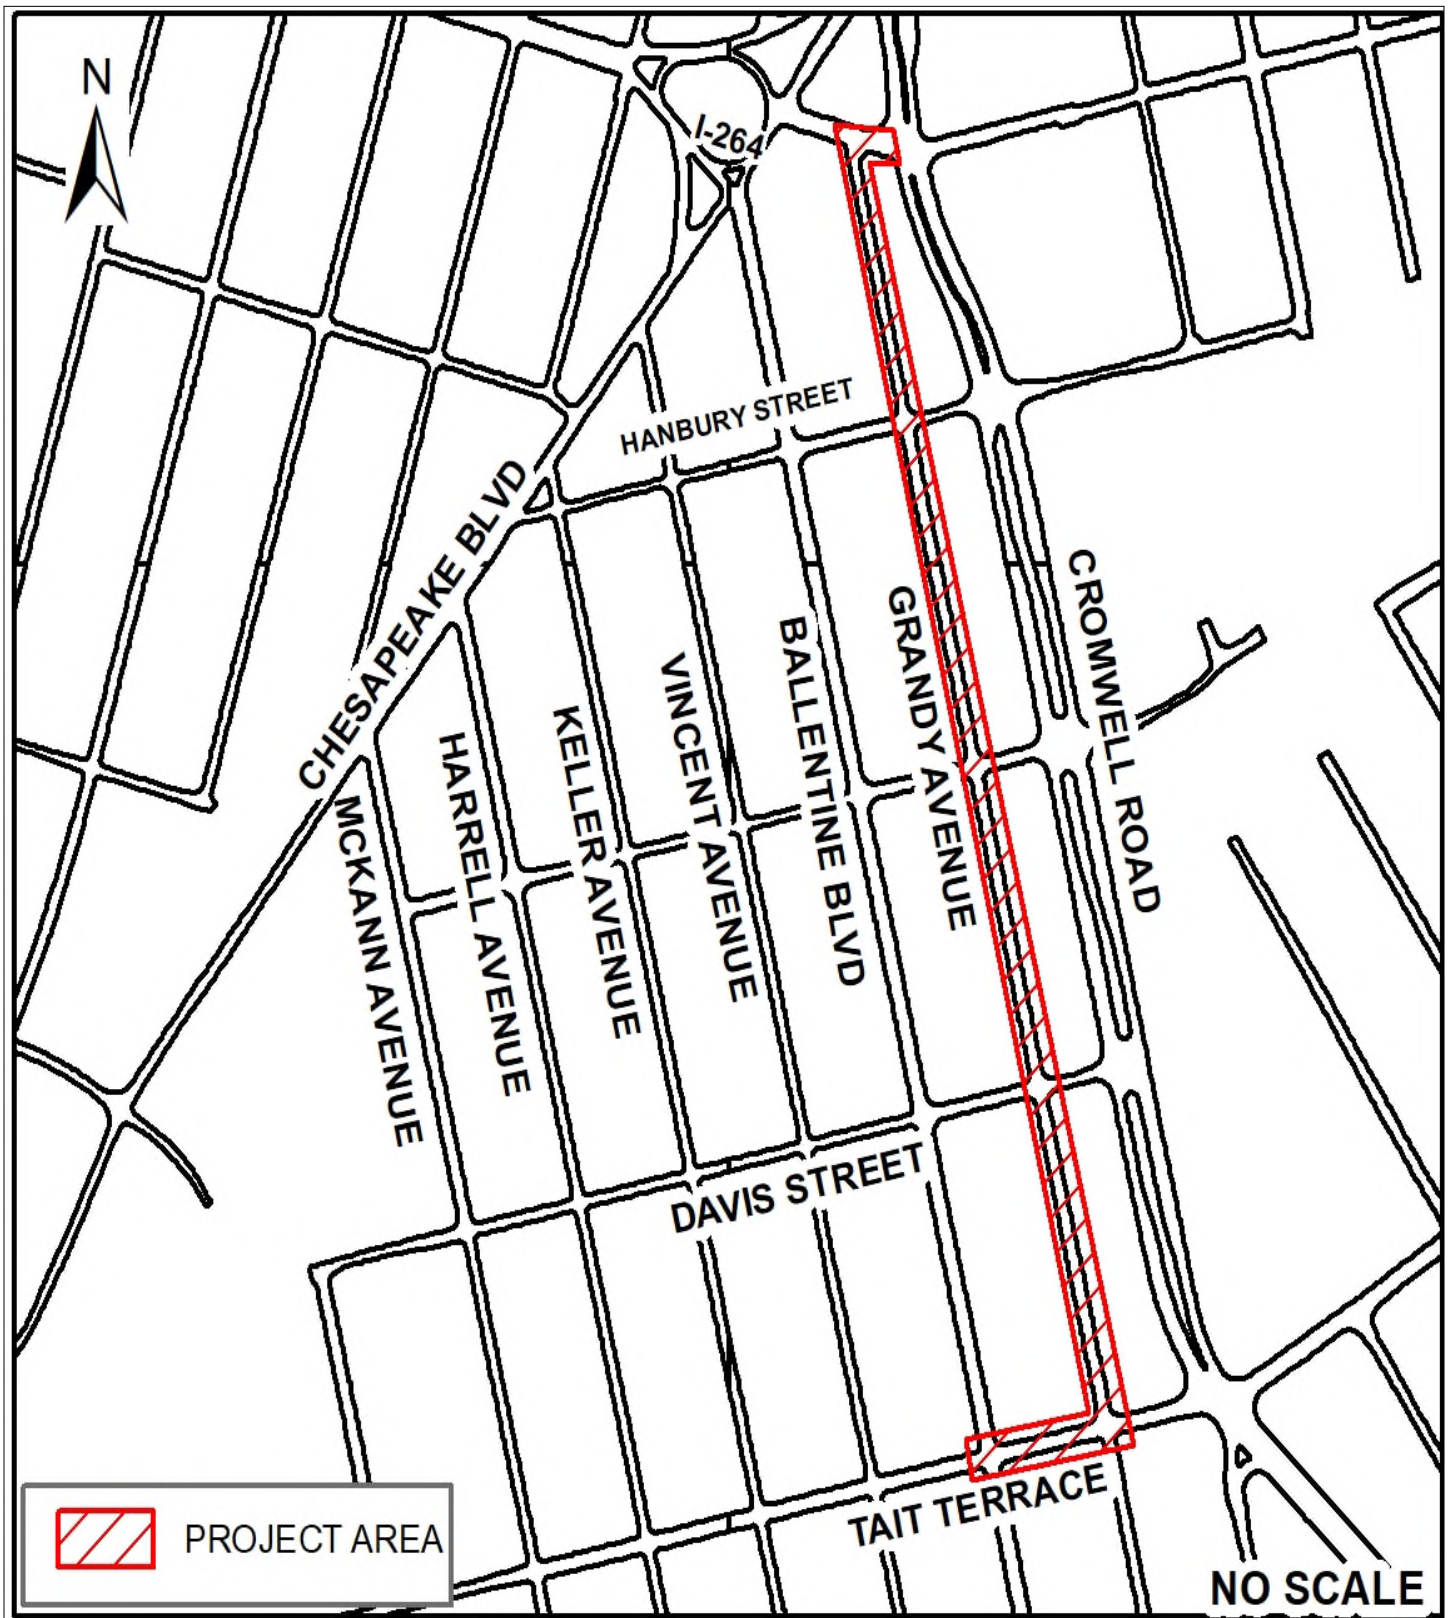 N
I-264
HANBURY STREET
CHESAPEAKE BLVD
CROMWELL ROAD
GRANDY AVENUE
BALLENTINE BLVD
VINCENT AVENUE
KELLER AVENUE
HARRELL AVENUE
MCKANN AVENUE
DAVIS STREET
TAIT TERRACE
PROJECT AREA
NO SCALE